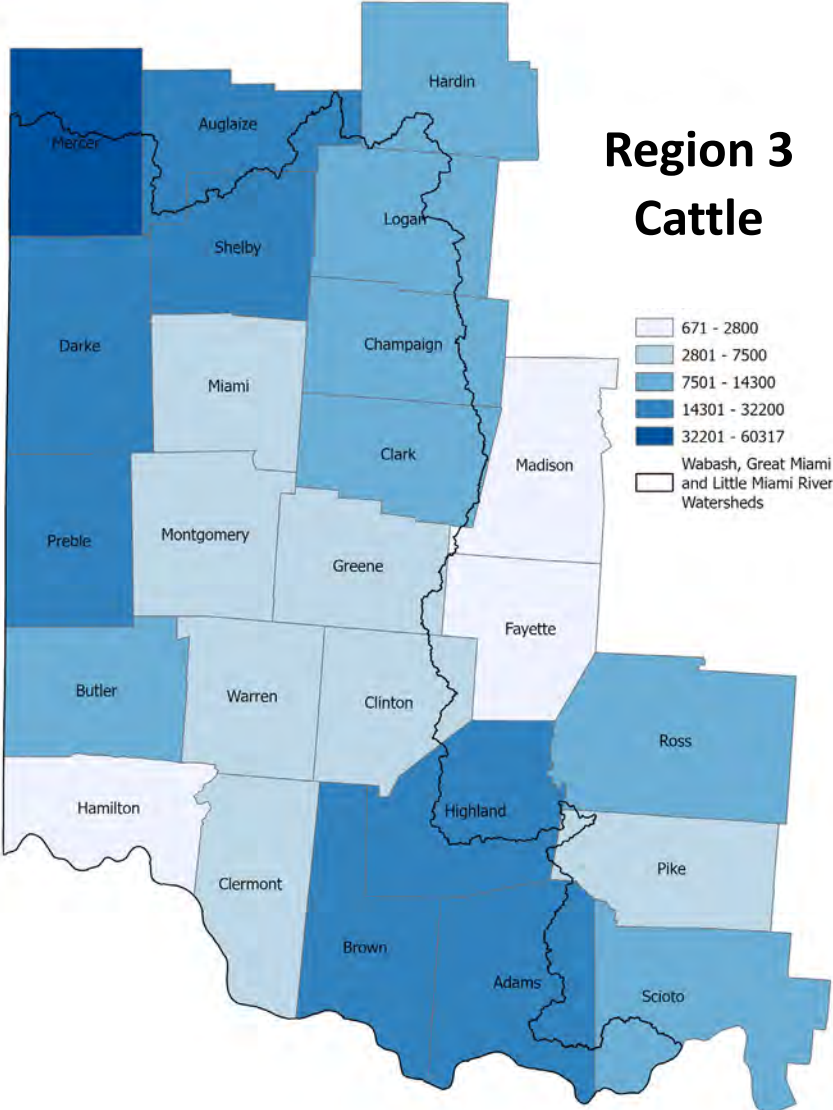 Hardin
Auglaize
Mercer
Region 3
Cattle
Logan
Shelby
671 - 2800
Darke
Champaign
2801 - 7500
Miami
7501 - 14300
14301 - 32200
32201 - 60317
Clark
Madison
Wabash, Great Miami
and Little Miami River
Watersheds
Preble
Montgomery
Greene
Fayette
Butler
Warren
Clinton
Ross
Hamilton
Highland
Pike
Clermont
Brown
Adams
Scioto